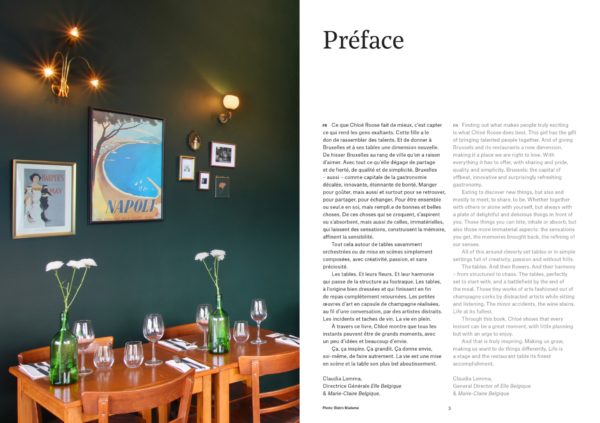 HARPER'S
MAY
NAPOLI
Préface
FR Ce que Chloé Roose fait de mieux, c'est capter
ce qui rend les gens exaltants. Cette fille a le
don de rassembler des talents. Et de donner à
Bruxelles et à ses tables une dimension nouvelle.
De hisser Bruxelles au rang de ville qu'on a raison
d'aimer. Avec tout ce qu'elle dégage de partage
et de fierté, de qualité et de simplicité. Bruxelles
– aussi – comme capitale de la gastronomie
décalée, innovante, étonnante de bonté. Manger
pour goûter, mais aussi et surtout pour se retrouver,
pour partager, pour échanger. Pour être ensemble
ou seul.e en soi, mais rempli.e de bonnes et belles
choses. De ces choses qui se croquent, s'aspirent
ou s'absorbent, mais aussi de celles, immatérielles,
qui laissent des sensations, construisent la mémoire,
affinent la sensibilité.
Tout cela autour de tables savamment
orchestrées ou de mise en scènes simplement
composées, avec créativité, passion, et sans
préciosité.
Les tables. Et leurs fleurs. Et leur harmonie
qui passe de la structure au foutraque. Les tables,
à l'origine bien dressées et qui finissent en fin
de repas complètement retournées. Les petites
œuvres d'art en capsule de champagne réalisées,
au fil d'une conversation, par des artistes distraits.
Les incidents et taches de vin. La vie en plein.
À travers ce livre, Chloé montre que tous les
instants peuvent être de grands moments, avec
un peu d'idées et beaucoup d'envie.
Ça, ça inspire. Ça grandit. Ça donne envie,
soi-même, de faire autrement. La vie est une mise
en scène et la table son plus bid aboutissement.
Claudia Lomma,
Directrice Générale Elle Belgique
& Marie-Claire Belgique.
EN Finding out what makes people truly exciting
is what Chloé Roose does best. This girl has the gift
of bringing talented people together. And of giving
Brussels and its restaurants a new dimension,
making it a place we are right to love. With
everything it has to offer, with sharing and pride,
quality and simplicity. Brussels: the capital of
offbeat, innovative and surprisingly refreshing
gastronomy.
Eating to discover new things, but also and
mostly to meet, to share, to be. Whether together
with others or alone with yourself, but always with
a plate of delightful and delicious things in front of
you. Those things you can bite, inhale or absorb, but
also those more immaterial aspects: the sensations
you get, the memories brought back, the refining of
our senses.
All of this around cleverly set tables or in simple
settings full of creativity, passion and without frills.
The tables. And their flowers. And their harmony
– from structured to chaos. The tables, perfectly
set to start with, and a battlefield by the end of
the meal. Those tiny works of arts fashioned out of
champagne corks by distracted artists while sitting
and listening. The minor accidents, the wine stains.
Life at its fullest.
Through this book, Chloé shows that every
instant can be a great moment, with little planning
but with an urge to enjoy.
And that is truly inspiring. Making us grow,
making us want to do things differently. Life is
a stage and the restaurant table its finest
accomplishment.
Claudia Lomma,
General Director of Elle Belgique
& Marie-Claire Belgique.
Photo: Bistro Madame
3